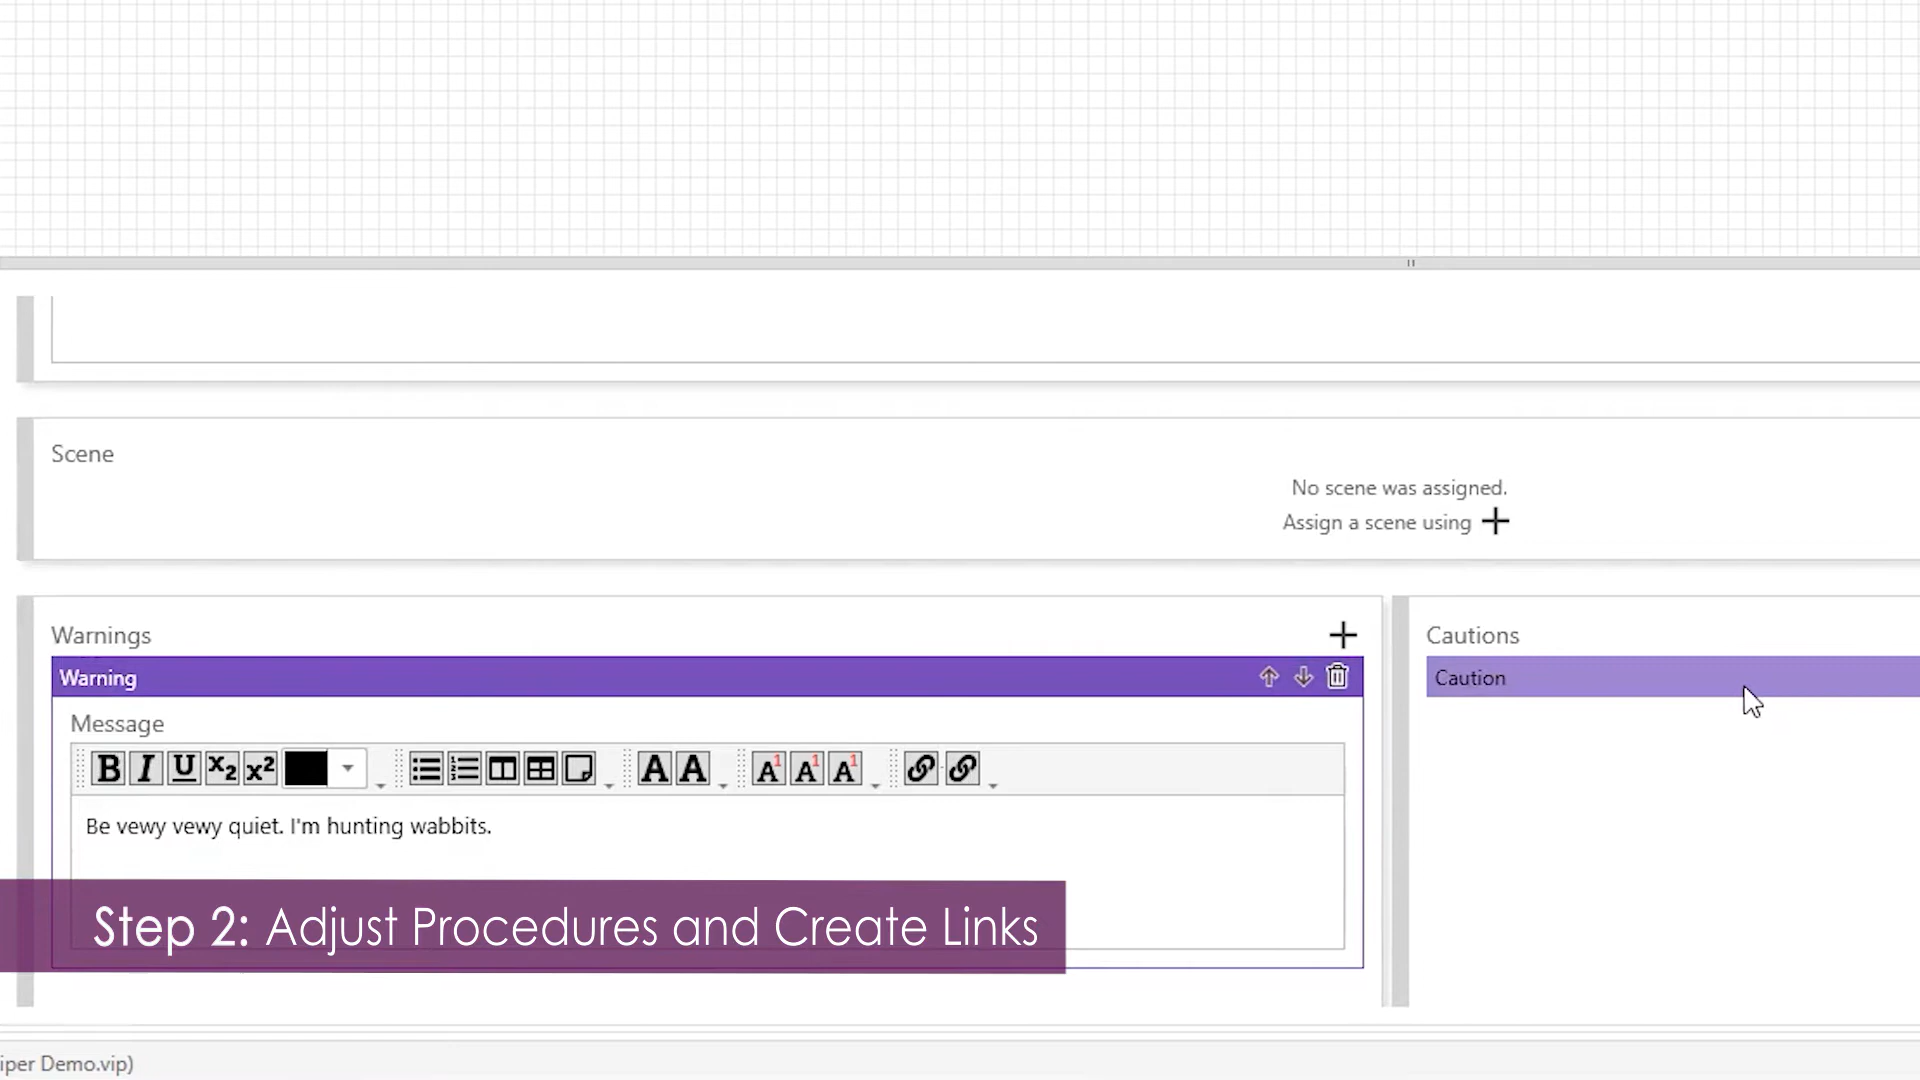 Scene
No scene was assigned.
Assign a scene using
Warnings
Cautions
Warning
Caution
Message
Be vewy vewy quiet. I'm hunting wabbits.
Step 2: Adjust Procedures and Create Links
iper Demo.vip)